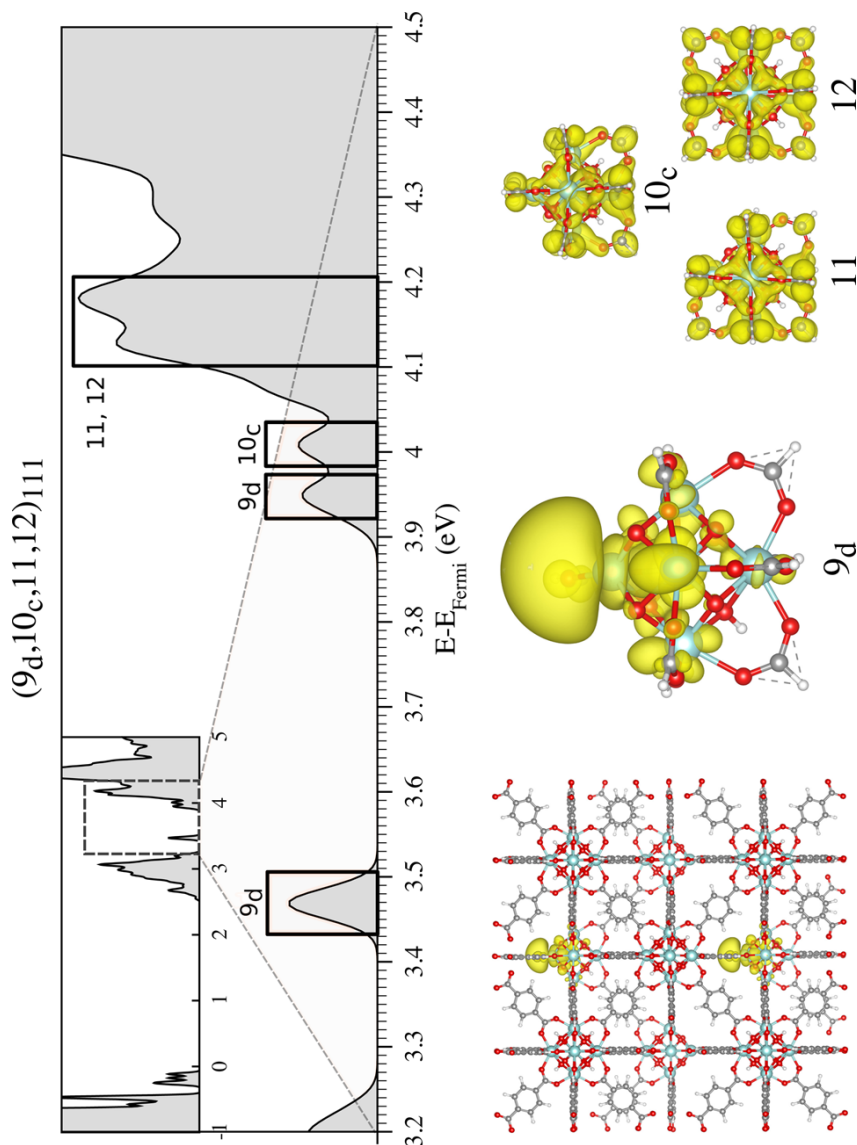 (9d,10c,11,12)111
-1 0 1 2 3 4 5
9d
9d
10c
11, 12
3.2 3.3 3.4 3.5 3.6 3.7 3.8 3.9 4 4.1 4.2 4.3 4.4 4.5
E-EFermi (eV)
9d
10c
11
12